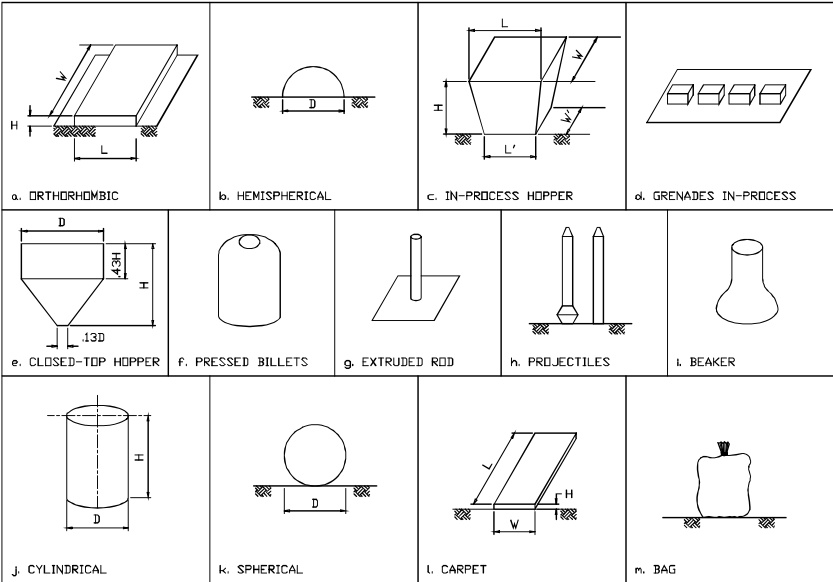 W
H
L
a. ORTHORHOMBIC
D
b. HEMISPHERICAL
L
W
H
W'
L'
c. IN-PROCESS HOPPER
d. GRENADES IN-PROCESS
D
.43H
H
.13D
e. CLOSED-TOP HOPPER
f. PRESSED BILLETS
g. EXTRUDED ROD
h. PROJECTILES
i. BEAKER
H
D
j. CYLINDRICAL
D
k. SPHERICAL
L
H
W
l. CARPET
m. BAG